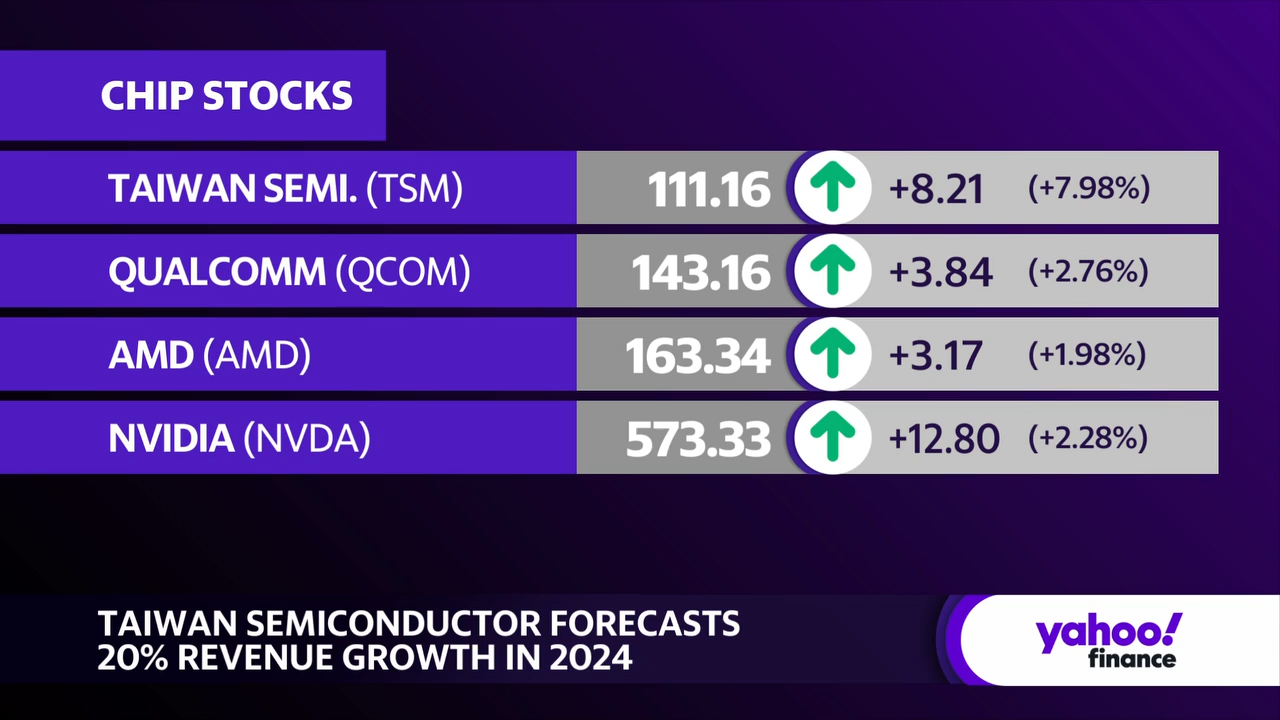 CHIP STOCKS
TAIWAN SEMI. (TSM) 111.16 +8.21 (+7.98%)
QUALCOMM (QCOM) 143.16 +3.84 (+2.76%)
AMD (AMD) 163.34 +3.17 (+1.98%)
NVIDIA (NVDA) 573.33 +12.80 (+2.28%)
TAIWAN SEMICONDUCTOR FORECASTS
20% REVENUE GROWTH IN 2024
yahoo!
finance